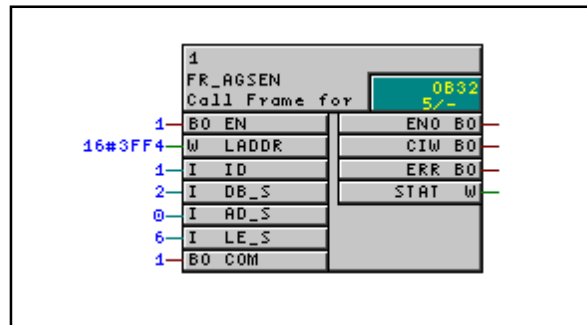 1
FR_AGSEN
Call Frame for
OB32
5/-
1 BO EN ENO BO
16#3FF4 W LADDR CIW BO
1 I ID ERR BO
2 I DB_S STAT W
0 I AD_S
6 I LE_S
1 BO COM